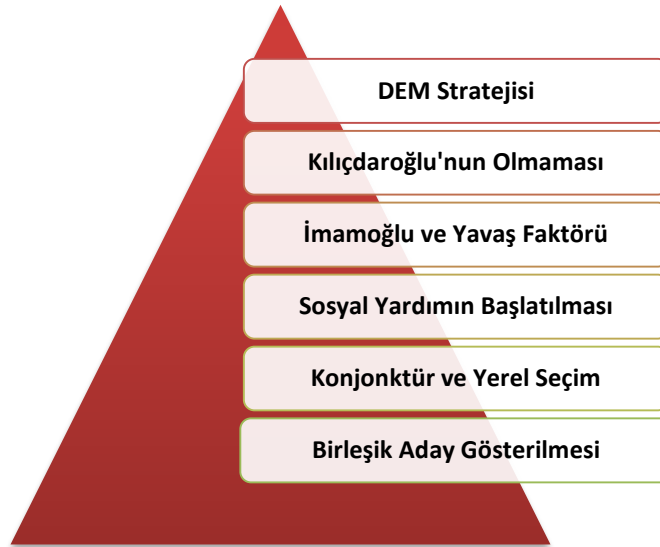 DEM Stratejisi
Kılıçdaroğlu'nun Olmaması
İmamoğlu ve Yavaş Faktörü
Sosyal Yardımın Başlatılması
Konjonktür ve Yerel Seçim
Birleşik Aday Gösterilmesi